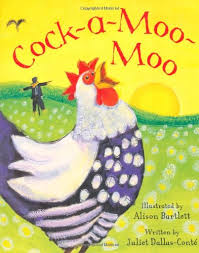 Cock-a-Moo-
Moo
Illustrated by
Alison Bartlett
Written by
Juliet Dallas-Conté